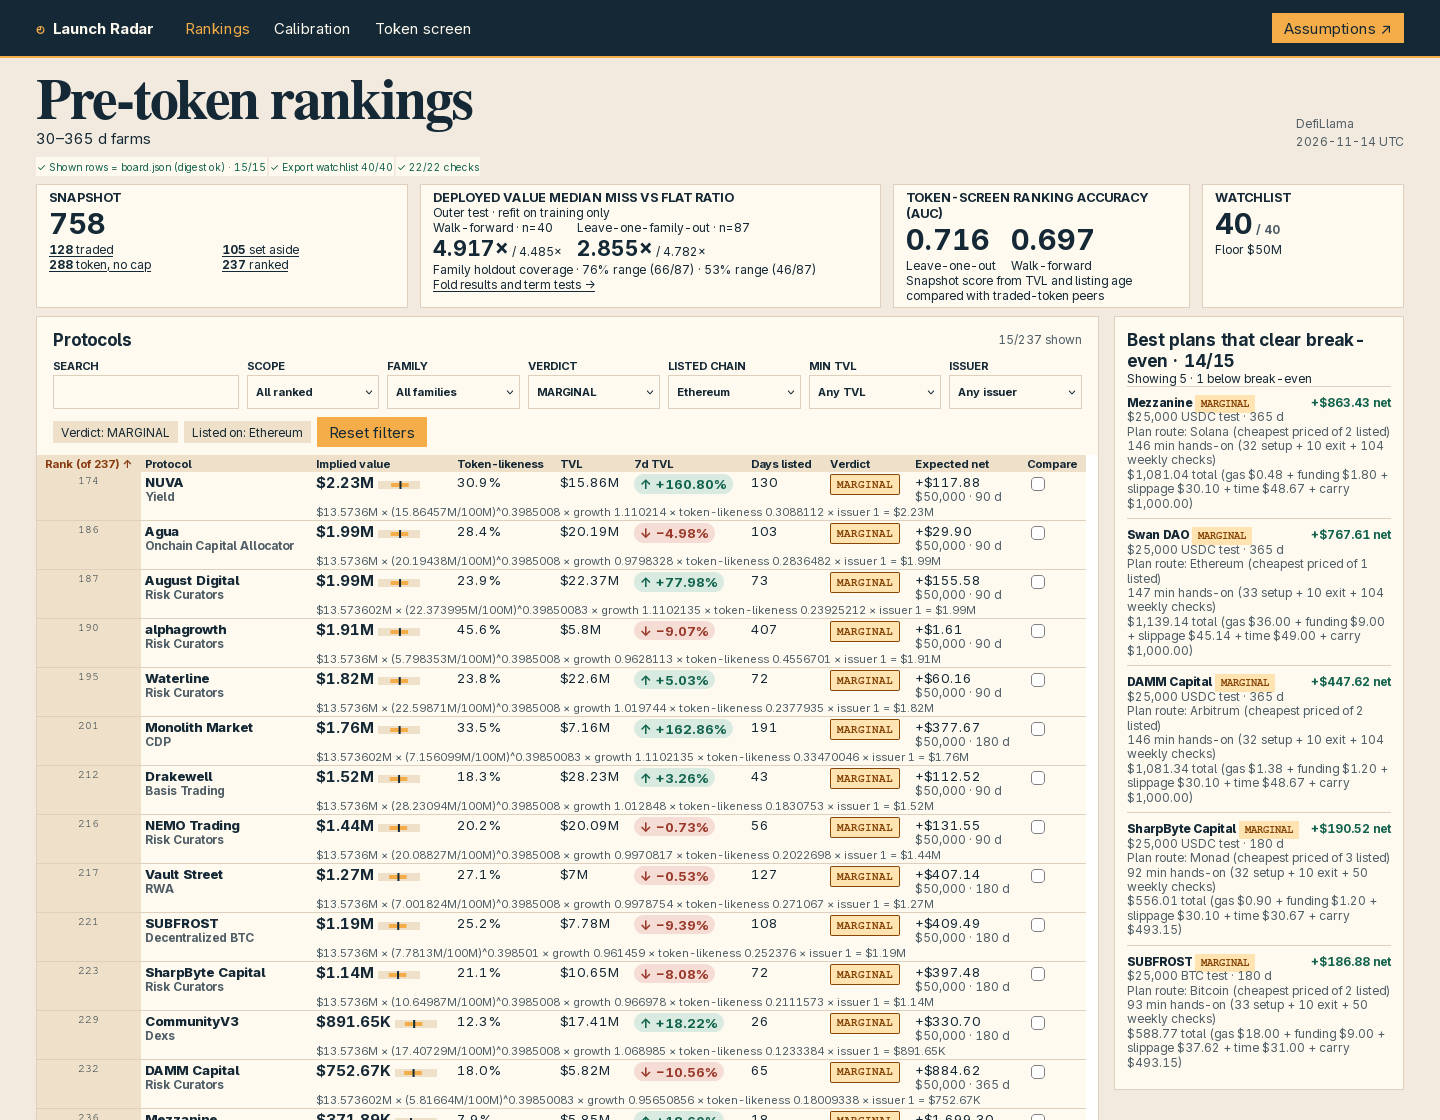 Launch Radar Rankings Calibration Token screen Assumptions ↗
Pre-token rankings
30–365 d farms
DefiLlama
2026-11-14 UTC
✓ Shown rows = board.json (digest ok) · 15/15 ✓ Export watchlist 40/40 ✓ 22/22 checks
SNAPSHOT
758
128 traded 105 set aside
288 token, no cap 237 ranked
DEPLOYED VALUE MEDIAN MISS VS FLAT RATIO
Outer test · refit on training only
Walk-forward · n=40 Leave-one-family-out · n=87
4.917× / 4.485× 2.855× / 4.782×
Family holdout coverage · 76% range (66/87) · 53% range (46/87)
Fold results and term tests →
TOKEN-SCREEN RANKING ACCURACY
(AUC)
0.716 0.697
Leave-one-out Walk-forward
Snapshot score from TVL and listing age
compared with traded-token peers
WATCHLIST
40 / 40
Floor $50M
Protocols
15/237 shown
SEARCH SCOPE FAMILY VERDICT LISTED CHAIN MIN TVL ISSUER
All ranked All families MARGINAL Ethereum Any TVL Any issuer
Verdict: MARGINAL Listed on: Ethereum Reset filters
Rank (of 237) ↑ Protocol Implied value Token-likeness TVL 7d TVL Days listed Verdict Expected net Compare
174 NUVA $2.23M 30.9% $15.86M ↑ +160.80% 130 MARGINAL +$117.88
Yield $50,000 · 90 d
$13.5736M × (15.86457M/100M)^0.3985008 × growth 1.110214 × token-likeness 0.3088112 × issuer 1 = $2.23M
186 Agua $1.99M 28.4% $20.19M ↓ −4.98% 103 MARGINAL +$29.90
Onchain Capital Allocator $50,000 · 90 d
$13.5736M × (20.19438M/100M)^0.3985008 × growth 0.9798328 × token-likeness 0.2836482 × issuer 1 = $1.99M
187 August Digital $1.99M 23.9% $22.37M ↑ +77.98% 73 MARGINAL +$155.58
Risk Curators $50,000 · 90 d
$13.573602M × (22.373995M/100M)^0.39850083 × growth 1.1102135 × token-likeness 0.23925212 × issuer 1 = $1.99M
190 alphagrowth $1.91M 45.6% $5.8M ↓ −9.07% 407 MARGINAL +$1.61
Risk Curators $50,000 · 90 d
$13.5736M × (5.798353M/100M)^0.3985008 × growth 0.9628113 × token-likeness 0.4556701 × issuer 1 = $1.91M
195 Waterline $1.82M 23.8% $22.6M ↑ +5.03% 72 MARGINAL +$60.16
Risk Curators $50,000 · 90 d
$13.5736M × (22.59871M/100M)^0.3985008 × growth 1.019744 × token-likeness 0.2377935 × issuer 1 = $1.82M
201 Monolith Market $1.76M 33.5% $7.16M ↑ +162.86% 191 MARGINAL +$377.67
CDP $50,000 · 180 d
$13.573602M × (7.156099M/100M)^0.39850083 × growth 1.1102135 × token-likeness 0.33470046 × issuer 1 = $1.76M
212 Drakewell $1.52M 18.3% $28.23M ↑ +3.26% 43 MARGINAL +$112.52
Basis Trading $50,000 · 90 d
$13.5736M × (28.23094M/100M)^0.3985008 × growth 1.012848 × token-likeness 0.1830753 × issuer 1 = $1.52M
216 NEMO Trading $1.44M 20.2% $20.09M ↓ −0.73% 56 MARGINAL +$131.55
Risk Curators $50,000 · 90 d
$13.5736M × (20.08827M/100M)^0.3985008 × growth 0.9970817 × token-likeness 0.2022698 × issuer 1 = $1.44M
217 Vault Street $1.27M 27.1% $7M ↓ −0.53% 127 MARGINAL +$407.14
RWA $50,000 · 180 d
$13.5736M × (7.001824M/100M)^0.3985008 × growth 0.9978754 × token-likeness 0.271067 × issuer 1 = $1.27M
221 SUBFROST $1.19M 25.2% $7.78M ↓ −9.39% 108 MARGINAL +$409.49
Decentralized BTC $50,000 · 180 d
$13.5736M × (7.7813M/100M)^0.398501 × growth 0.961459 × token-likeness 0.252376 × issuer 1 = $1.19M
223 SharpByte Capital $1.14M 21.1% $10.65M ↓ −8.08% 72 MARGINAL +$397.48
Risk Curators $50,000 · 180 d
$13.5736M × (10.64987M/100M)^0.3985008 × growth 0.966978 × token-likeness 0.2111573 × issuer 1 = $1.14M
229 CommunityV3 $891.65K 12.3% $17.41M ↑ +18.22% 26 MARGINAL +$330.70
Dexs $50,000 · 180 d
$13.5736M × (17.40729M/100M)^0.3985008 × growth 1.068985 × token-likeness 0.1233384 × issuer 1 = $891.65K
232 DAMM Capital $752.67K 18.0% $5.82M ↓ −10.56% 65 MARGINAL +$884.62
Risk Curators $50,000 · 365 d
$13.5736M × (5.81664M/100M)^0.39850083 × growth 0.95650856 × token-likeness 0.18009338 × issuer 1 = $752.67K
236 Mezzanine $371.89K 7.9% $5.85M 18 MARGINAL +$1,699.30
Best plans that clear break-
even · 14/15
Showing 5 · 1 below break-even
Mezzanine MARGINAL +$863.43 net
$25,000 USDC test · 365 d
Plan route: Solana (cheapest priced of 2 listed)
146 min hands-on (32 setup + 10 exit + 104
weekly checks)
$1,081.04 total (gas $0.48 + funding $1.80 +
slippage $30.10 + time $48.67 + carry
$1,000.00)
Swan DAO MARGINAL +$767.61 net
$25,000 USDC test · 365 d
Plan route: Ethereum (cheapest priced of 1
listed)
147 min hands-on (33 setup + 10 exit + 104
weekly checks)
$1,139.14 total (gas $36.00 + funding $9.00
+ slippage $45.14 + time $49.00 + carry
$1,000.00)
DAMM Capital MARGINAL +$447.62 net
$25,000 USDC test · 365 d
Plan route: Arbitrum (cheapest priced of 2
listed)
146 min hands-on (32 setup + 10 exit + 104
weekly checks)
$1,081.34 total (gas $1.38 + funding $1.20 +
slippage $30.10 + time $48.67 + carry
$1,000.00)
SharpByte Capital MARGINAL +$190.52 net
$25,000 USDC test · 180 d
Plan route: Monad (cheapest priced of 3 listed)
92 min hands-on (32 setup + 10 exit + 50
weekly checks)
$556.01 total (gas $0.90 + funding $1.20 +
slippage $30.10 + time $30.67 + carry
$493.15)
SUBFROST MARGINAL +$186.88 net
$25,000 BTC test · 180 d
Plan route: Bitcoin (cheapest priced of 2 listed)
93 min hands-on (33 setup + 10 exit + 50
weekly checks)
$588.77 total (gas $18.00 + funding $9.00 +
slippage $37.62 + time $31.00 + carry
$493.15)